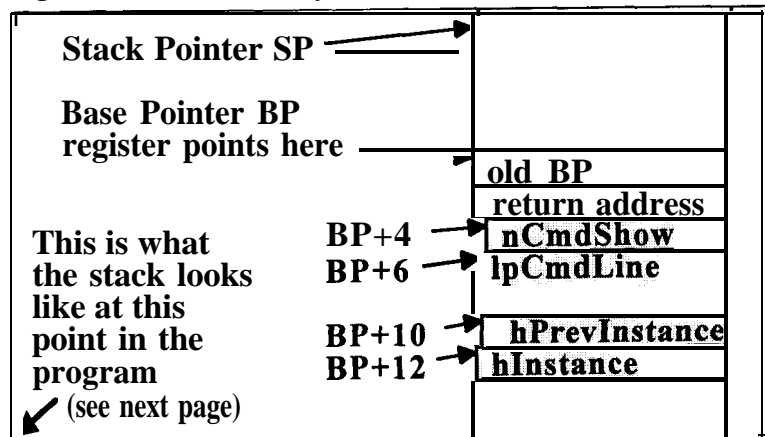 Stack Pointer SP
Base Pointer BP
register points here
old BP
return address
BP+4 nCmdShow
BP+6 lpCmdLine
This is what
the stack looks
like at this
point in the
program
(see next page)
BP+10 hPrevInstance
BP+12 hInstance